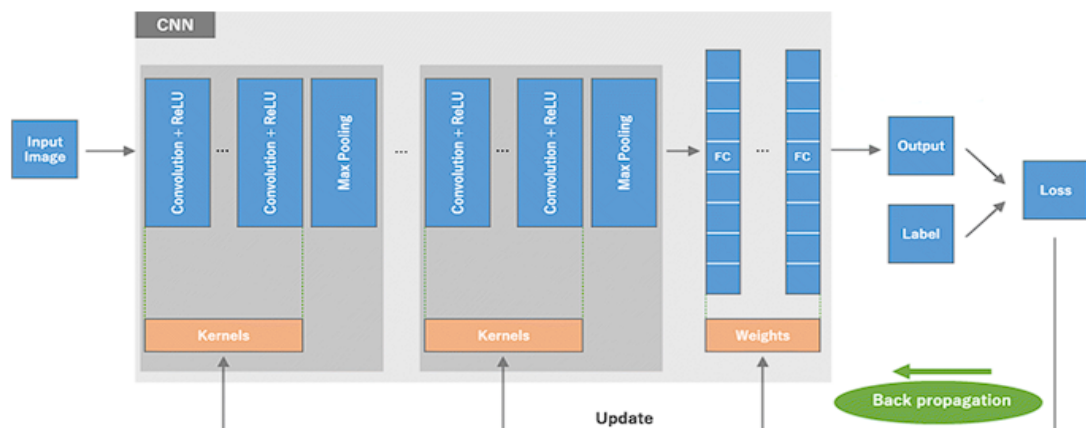 CNN
Input
Image
Convolution + ReLU
...
Convolution + ReLU
Max Pooling
...
Convolution + ReLU
...
Convolution + ReLU
Max Pooling
FC
...
FC
Output
Label
Loss
Kernels
Kernels
Weights
Back propagation
Update